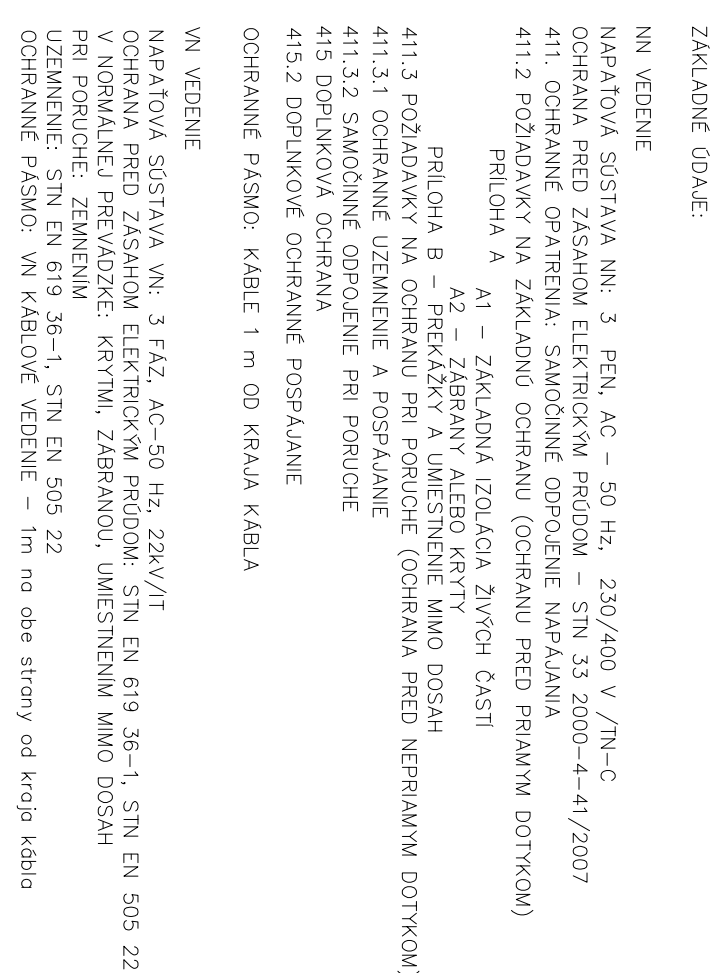 ZÁKLADNÉ ÚDAJE:
NN VEDENIE
NAPAŤOVÁ SÚSTAVA NN: 3 PEN, AC – 50 Hz, 230/400 V /TN–C
OCHRANA PRED ZÁSAHOM ELEKTRICKÝM PRÚDOM – STN 33 2000–4–41/2007
411. OCHRANNÉ OPATRENIA: SAMOČINNÉ ODPOJENIE NAPÁJANIA
411.2 POŽIADAVKY NA ZÁKLADNÚ OCHRANU (OCHRANU PRED PRIAMYM DOTYKOM)
PRÍLOHA A
A1 – ZÁKLADNÁ IZOLÁCIA ŽIVÝCH ČASTÍ
A2 – ZÁBRANY ALEBO KRYTY
PRÍLOHA B – PREKÁŽKY A UMIESTNENIE MIMO DOSAH
411.3 POŽIADAVKY NA OCHRANU PRI PORUCHE (OCHRANA PRED NEPRIAMYM DOTYKOM)
411.3.1 OCHRANNÉ UZEMNENIE A POSPÁJANIE
411.3.2 SAMOČINNÉ ODPOJENIE PRI PORUCHE
415 DOPLNKOVÁ OCHRANA
415.2 DOPLNKOVÉ OCHRANNÉ POSPÁJANIE
OCHRANNÉ PÁSMO: KÁBLE 1 m OD KRAJA KÁBLA
VN VEDENIE
NAPAŤOVÁ SÚSTAVA VN: 3 FÁZ, AC–50 Hz, 22kV/IT
OCHRANA PRED ZÁSAHOM ELEKTRICKÝM PRÚDOM: STN EN 619 36–1, STN EN 505 22
V NORMÁLNEJ PREVÁDZKE: KRYTMI, ZÁBRANOU, UMIESTNENÍM MIMO DOSAH
PRI PORUCHE: ZEMNENÍM
UZEMNENIE: STN EN 619 36–1, STN EN 505 22
OCHRANNÉ PÁSMO: VN KÁBLOVÉ VEDENIE – 1m na obe strany od kraja kábla